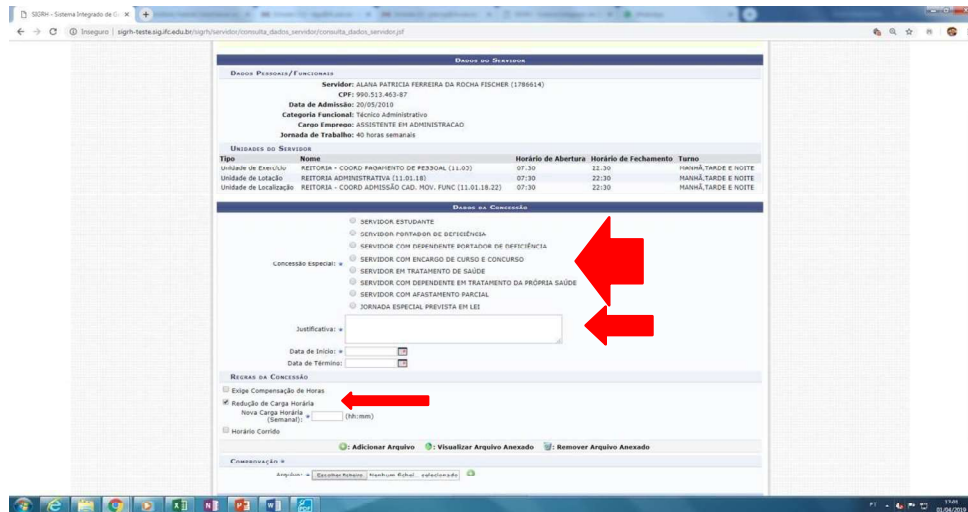 SIGRH - Sistema Integrado de G
Inseguro | sigrh-teste.sig.ifc.edu.br/sigrh/servidor/consulta_dados_servidor/consulta_dados_servidor.jsf
DADOS DO SERVIDOR
DADOS PESSOAIS/FUNCIONAIS
Servidor: ALANA PATRICIA FERREIRA DA ROCHA FISCHER (1786614)
CPF: 990.513.463-87
Data de Admissão: 20/05/2010
Categoria Funcional: Técnico Administrativo
Cargo Emprego: ASSISTENTE EM ADMINISTRACAO
Jornada de Trabalho: 40 horas semanais
UNIDADES DO SERVIDOR
Tipo Nome Horário de Abertura Horário de Fechamento Turno
Unidade de Exercício REITORIA - COORD PAGAMENTO DE PESSOAL (11.03) 07:30 22:30 MANHÃ,TARDE E NOITE
Unidade de Lotação REITORIA ADMINISTRATIVA (11.01.18) 07:30 22:30 MANHÃ,TARDE E NOITE
Unidade de Localização REITORIA - COORD ADMISSÃO CAD. MOV. FUNC (11.01.18.22) 07:30 22:30 MANHÃ,TARDE E NOITE
DADOS DA CONCESSÃO
SERVIDOR ESTUDANTE
SERVIDOR PORTADOR DE DEFICIÊNCIA
SERVIDOR COM DEPENDENTE PORTADOR DE DEFICIÊNCIA
Concessão Especial: * SERVIDOR COM ENCARGO DE CURSO E CONCURSO
SERVIDOR EM TRATAMENTO DE SAÚDE
SERVIDOR COM DEPENDENTE EM TRATAMENTO DA PRÓPRIA SAÚDE
SERVIDOR COM AFASTAMENTO PARCIAL
JORNADA ESPECIAL PREVISTA EM LEI
Justificativa: *
Data de Início: *
Data de Término:
REGRAS DA CONCESSÃO
Exige Compensação de Horas
Redução de Carga Horária
Nova Carga Horária (Semanal): * (hh:mm)
Horário Corrido
: Adicionar Arquivo : Visualizar Arquivo Anexado : Remover Arquivo Anexado
COMPROVAÇÃO *
Arquivo: * Escolher ficheiro Nenhum fichei... selecionado
PT
01/04/2019